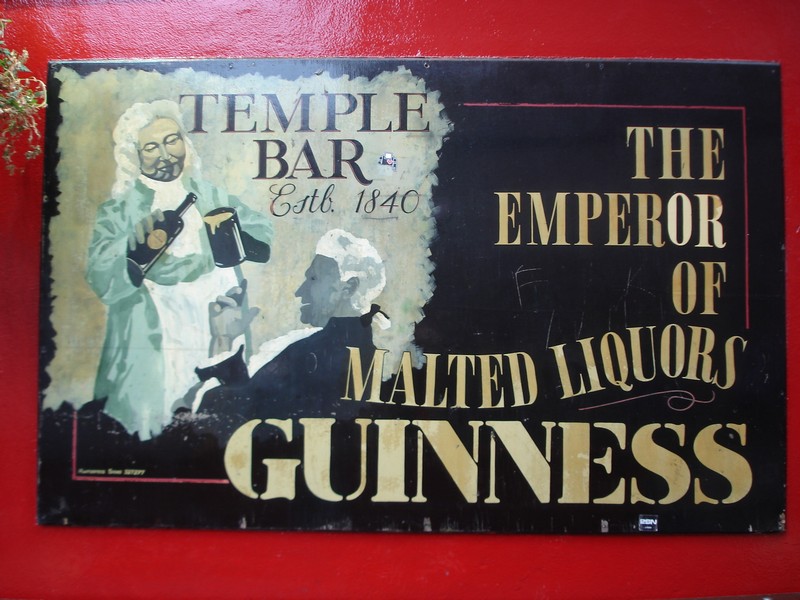 TEMPLE
BAR
Estb. 1840
THE
EMPEROR
OF
MALTED LIQUORS
GUINNESS